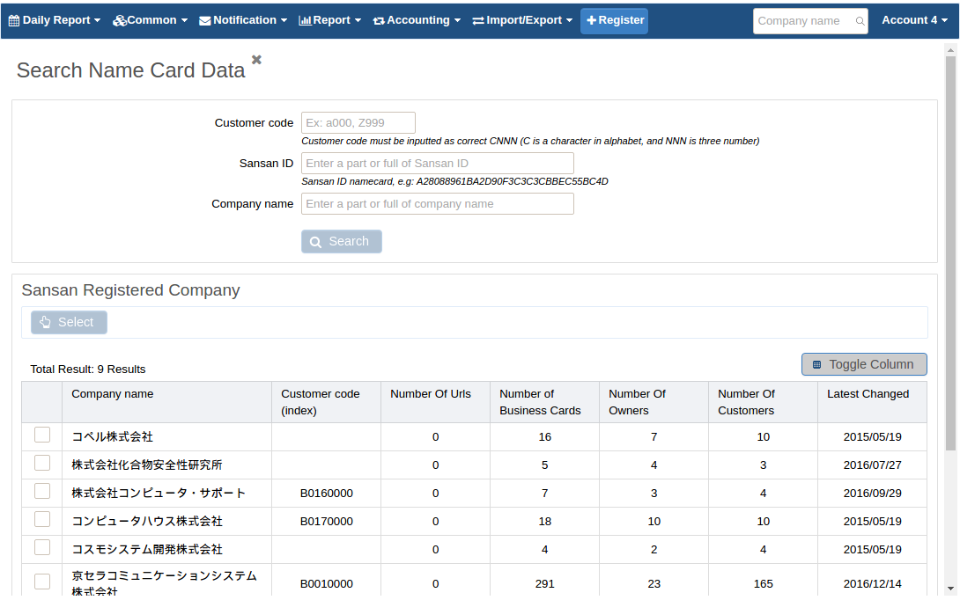 Daily Report Common Notification Report Accounting Import/Export Register Company name Account 4
Search Name Card Data
Customer code Ex: a000, Z999
Customer code must be inputted as correct CNNN (C is a character in alphabet, and NNN is three number)
Sansan ID Enter a part or full of Sansan ID
Sansan ID namecard, e.g: A28088961BA2D90F3C3C3CBBEC55BC4D
Company name Enter a part or full of company name
Search
Sansan Registered Company
Select
Total Result: 9 Results Toggle Column
Company name Customer code (index) Number Of Urls Number of Business Cards Number Of Owners Number Of Customers Latest Changed
コベル株式会社 0 16 7 10 2015/05/19
株式会社化合物安全性研究所 0 5 4 3 2016/07/27
株式会社コンピュータ・サポート B0160000 0 7 3 4 2016/09/29
コンピュータハウス株式会社 B0170000 0 18 10 10 2015/05/19
コスモシステム開発株式会社 0 4 2 4 2015/05/19
京セラコミュニケーションシステム株式会社 B0010000 0 291 23 165 2016/12/14